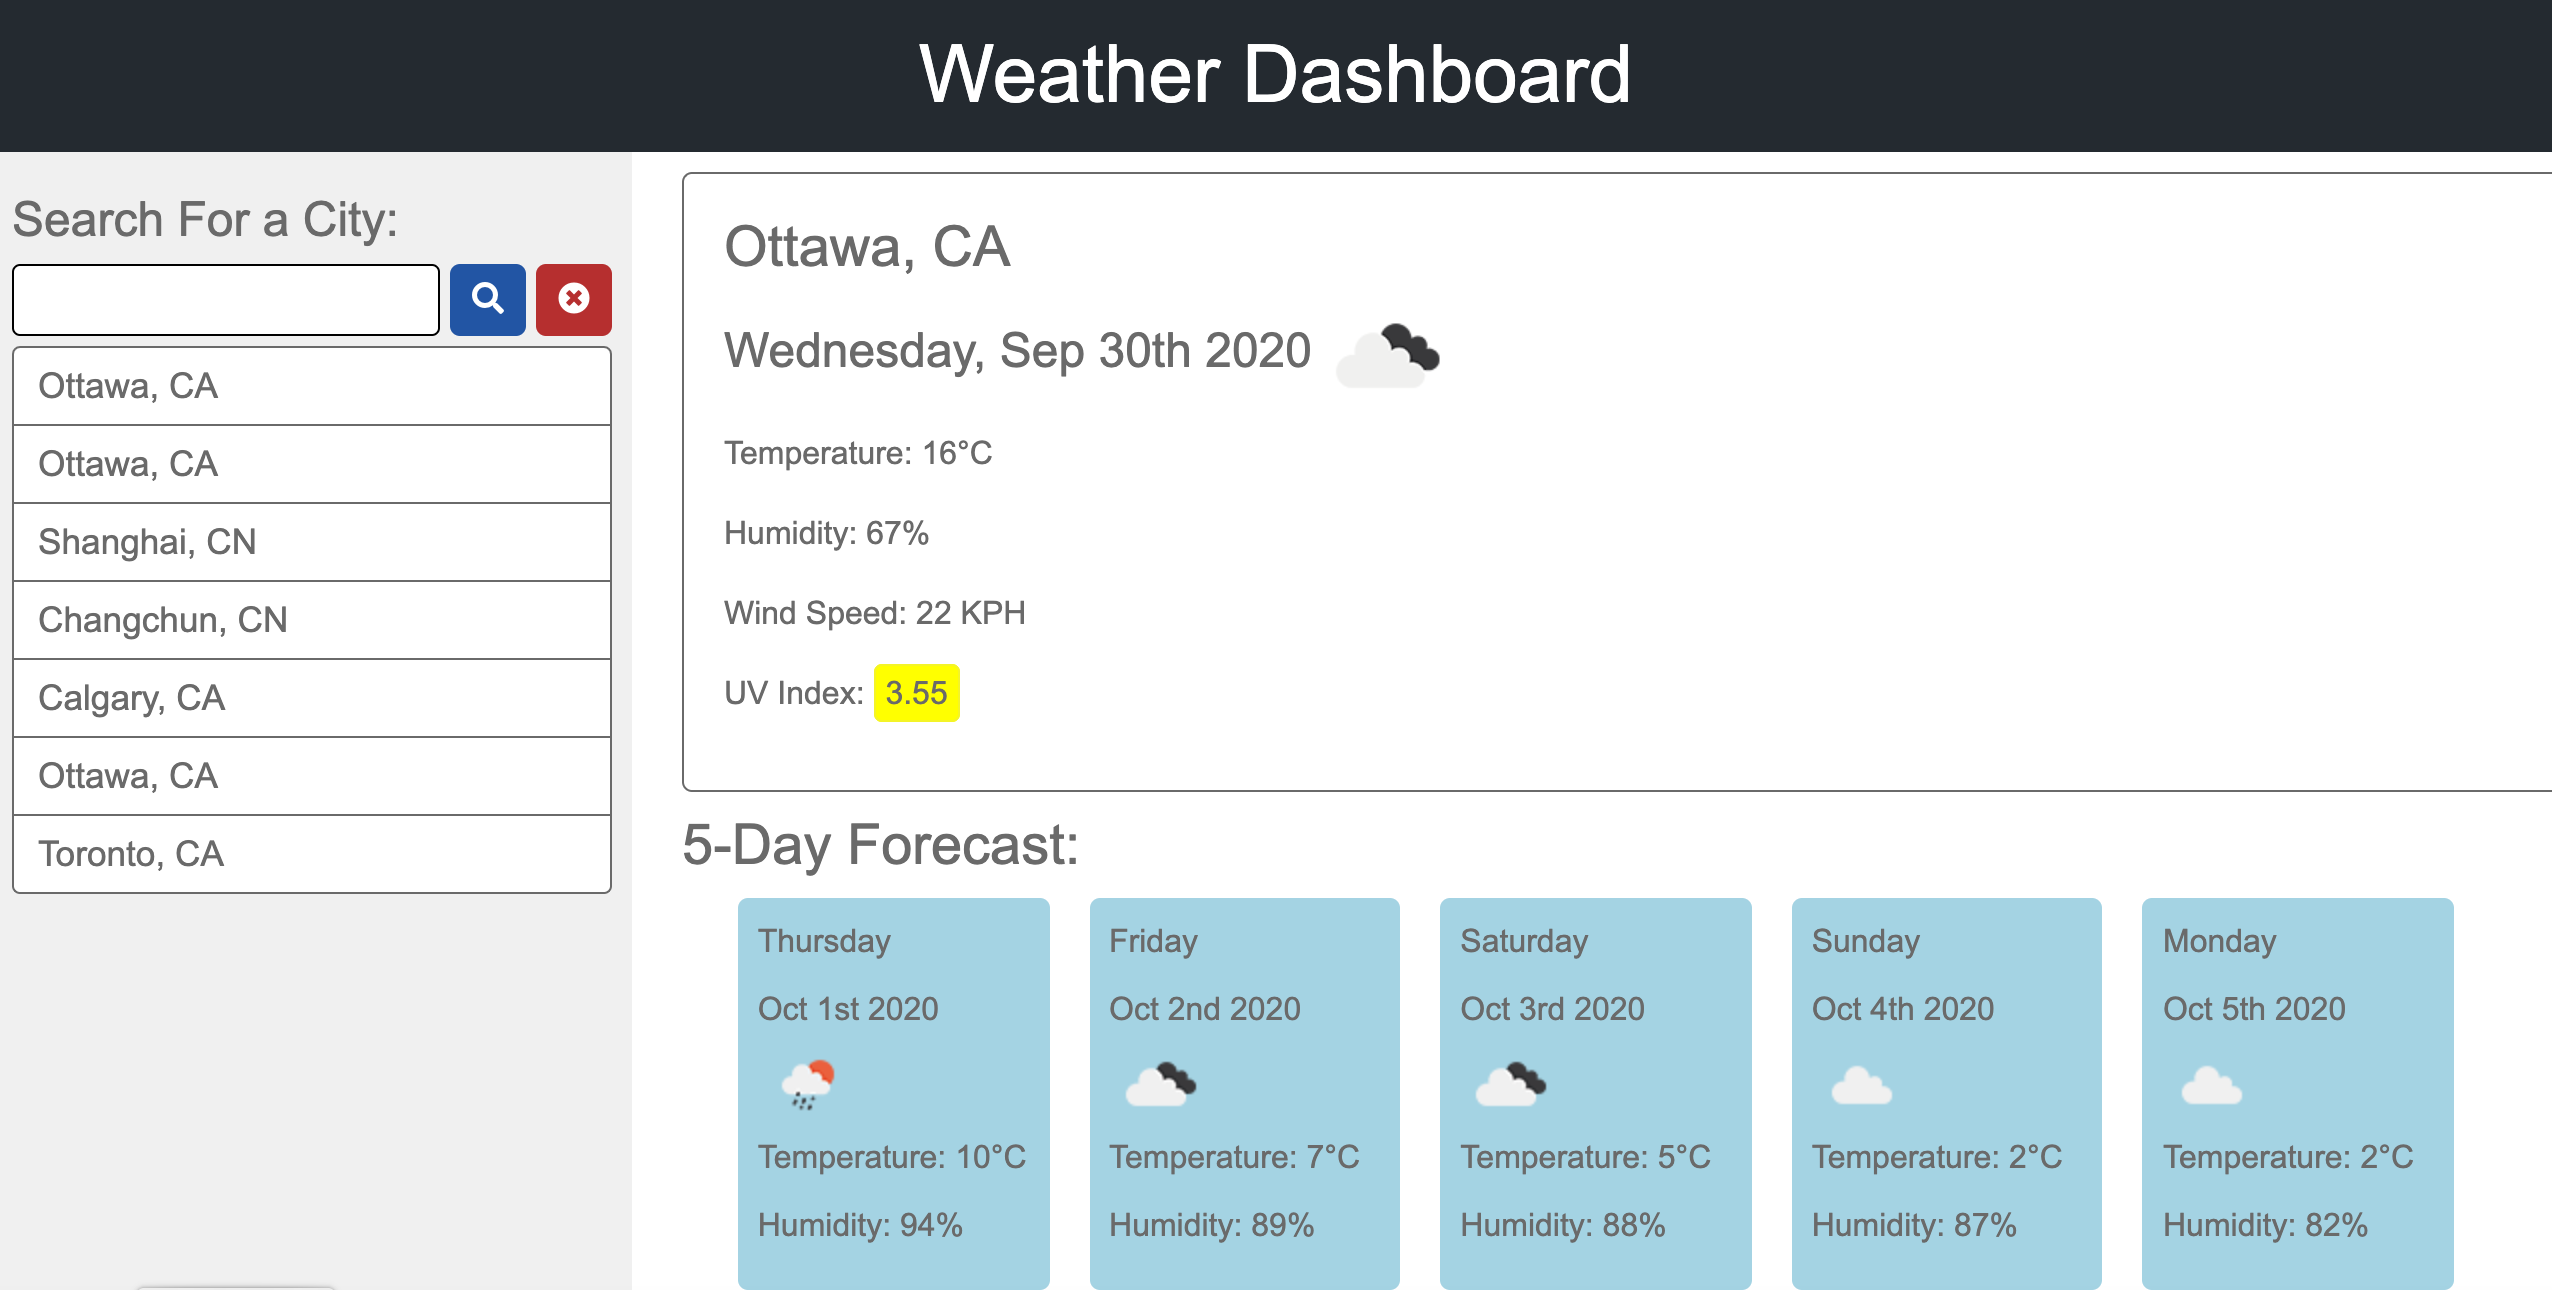 Weather Dashboard
Search For a City:
Ottawa, CA
Ottawa, CA
Shanghai, CN
Changchun, CN
Calgary, CA
Ottawa, CA
Toronto, CA
Ottawa, CA
Wednesday, Sep 30th 2020
Temperature: 16°C
Humidity: 67%
Wind Speed: 22 KPH
UV Index: 3.55
5-Day Forecast:
Thursday
Oct 1st 2020
Temperature: 10°C
Humidity: 94%
Friday
Oct 2nd 2020
Temperature: 7°C
Humidity: 89%
Saturday
Oct 3rd 2020
Temperature: 5°C
Humidity: 88%
Sunday
Oct 4th 2020
Temperature: 2°C
Humidity: 87%
Monday
Oct 5th 2020
Temperature: 2°C
Humidity: 82%